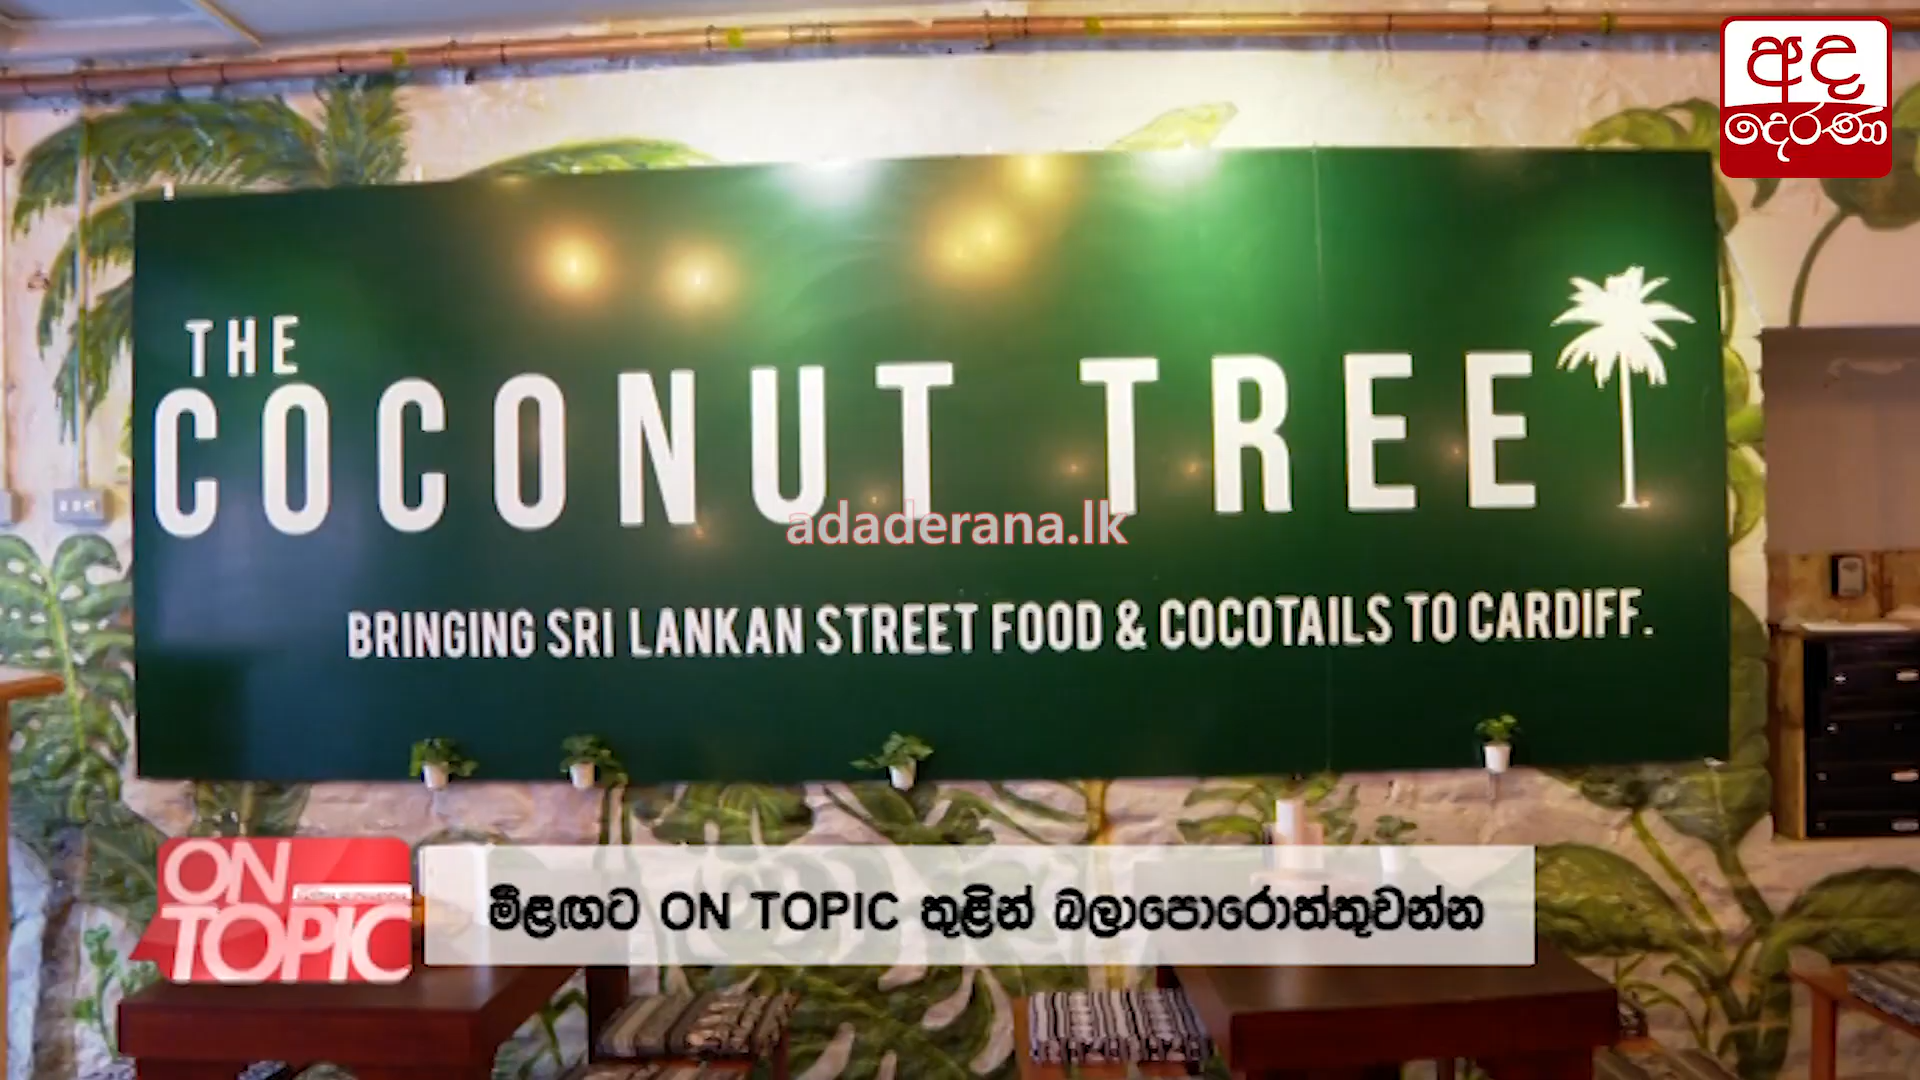 අද
දෙරණ
THE
COCONUT TREE
adaderana.lk
BRINGING SRI LANKAN STREET FOOD & COCOTAILS TO CARDIFF.
ON
TOPIC
මීළඟට ON TOPIC තුළින් බලාපොරොත්තුවන්න